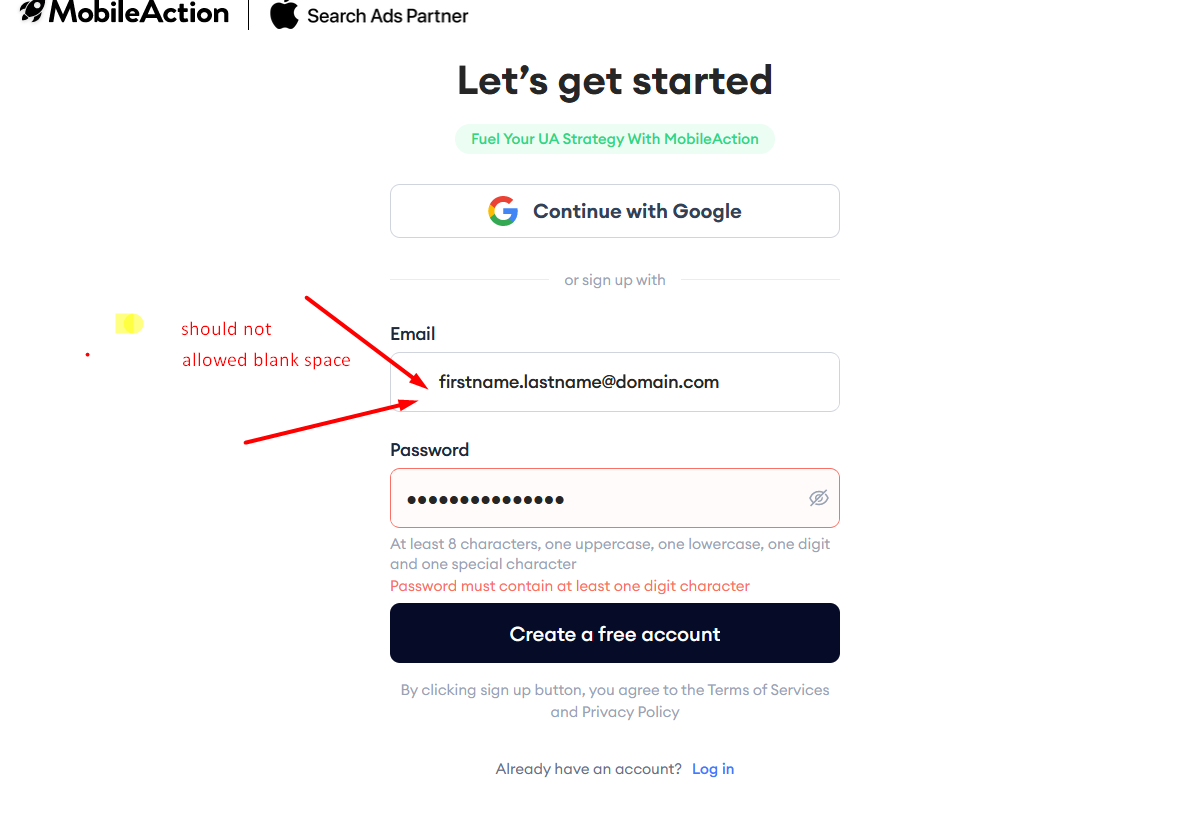 MobileAction
Search Ads Partner
Let's get started
Fuel Your UA Strategy With MobileAction
Continue with Google
or sign up with
should not
allowed blank space
Email
firstname.lastname@domain.com
Password
At least 8 characters, one uppercase, one lowercase, one digit
and one special character
Password must contain at least one digit character
Create a free account
By clicking sign up button, you agree to the Terms of Services
and Privacy Policy
Already have an account? Log in